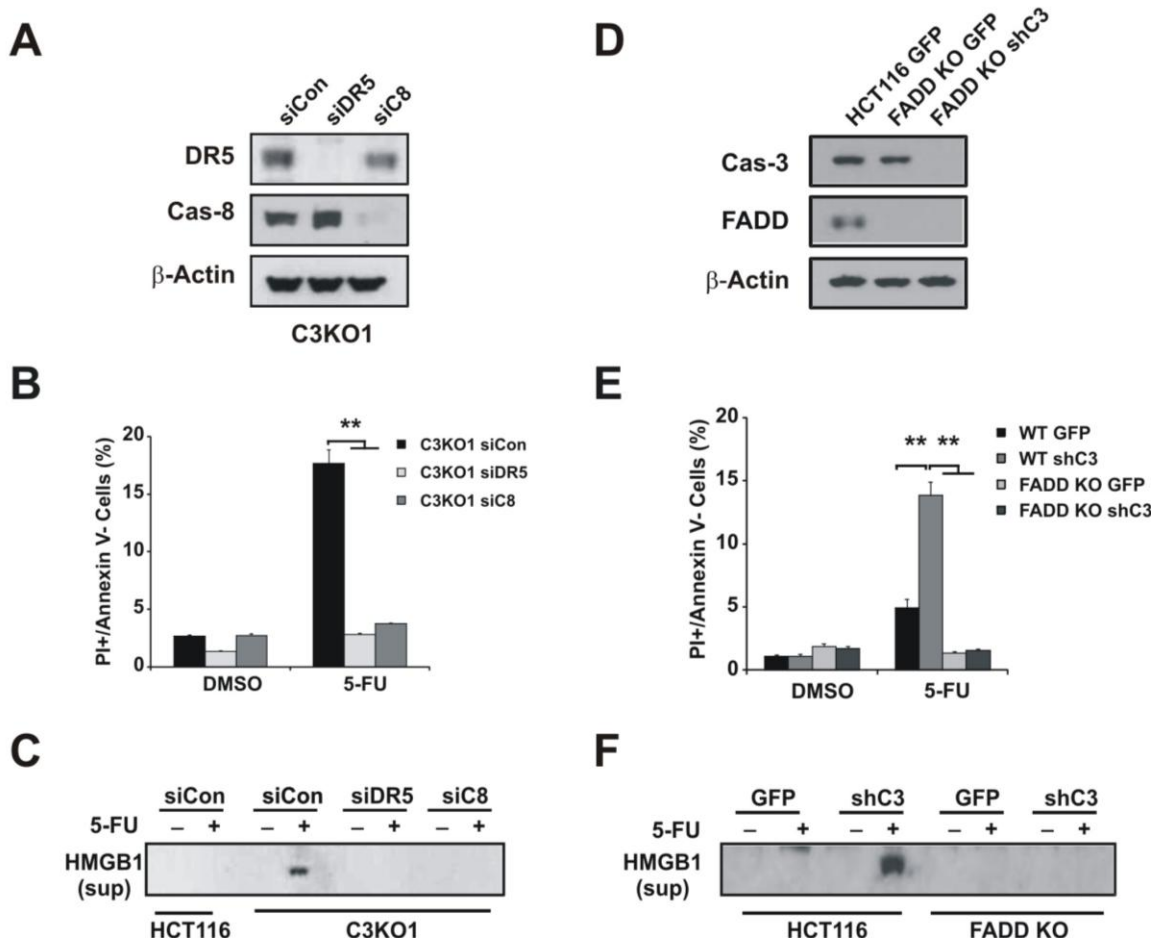 A
siCon
siDR5
siC8
DR5
Cas-8
β-Actin
C3KO1
B
PI+/Annexin V- Cells (%)
20
15
10
5
0
**
C3KO1 siCon
C3KO1 siDR5
C3KO1 siC8
DMSO
5-FU
C
siCon siCon siDR5 siC8
5-FU – + – + – + – +
HMGB1
(sup)
HCT116 C3KO1
D
HCT116 GFP
FADD KO GFP
FADD KO shC3
Cas-3
FADD
β-Actin
E
PI+/Annexin V- Cells (%)
20
15
10
5
0
** **
WT GFP
WT shC3
FADD KO GFP
FADD KO shC3
DMSO
5-FU
F
GFP shC3 GFP shC3
5-FU – + – + – + – +
HMGB1
(sup)
HCT116 FADD KO